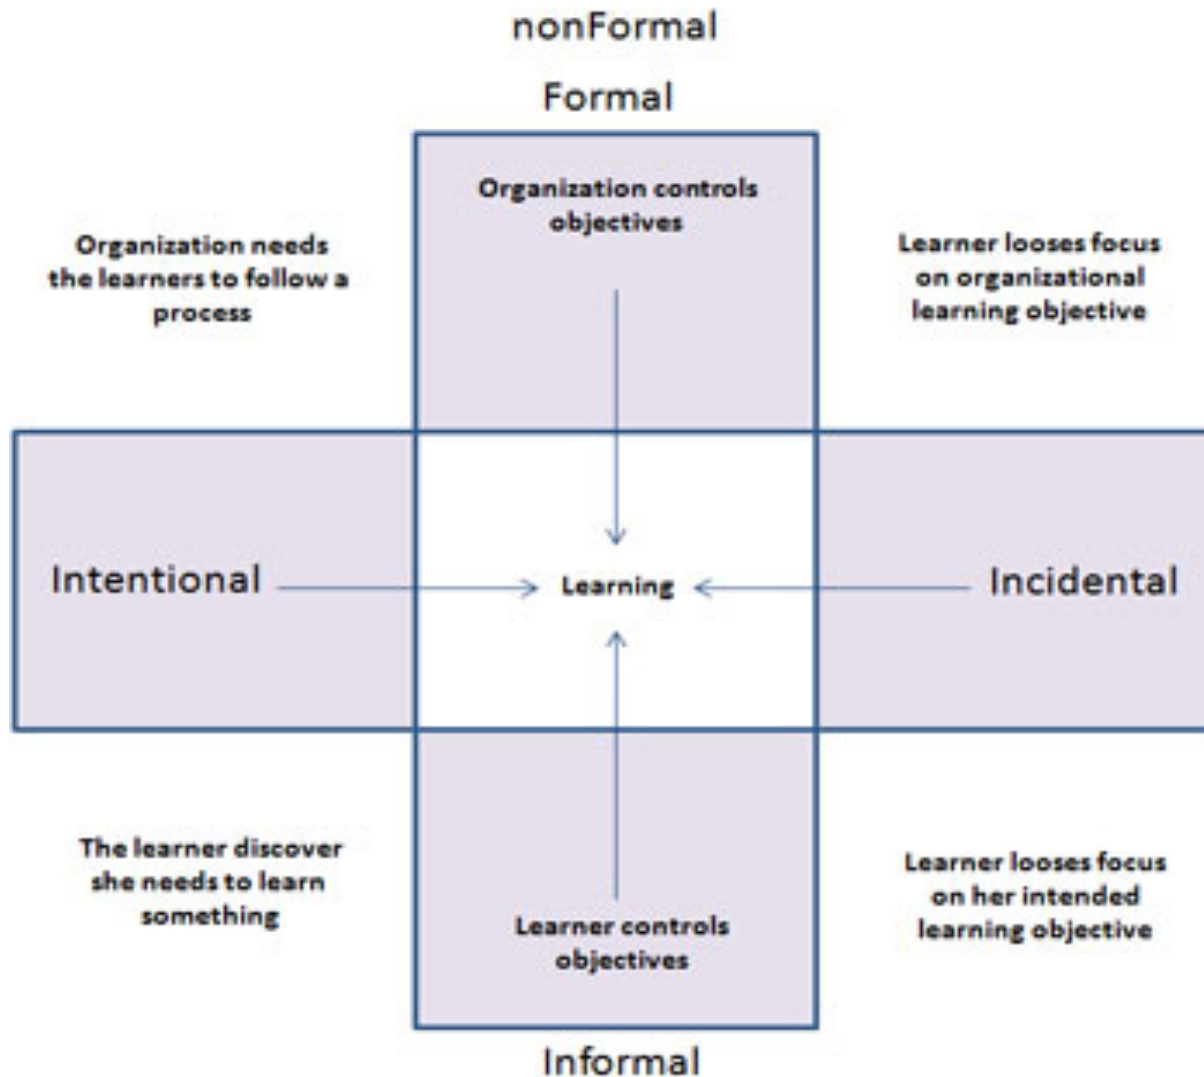 nonFormal
Formal
Organization controls
objectives
Organization needs
the learners to follow a
process
Learner looses focus
on organizational
learning objective
Intentional
Learning
Incidental
The learner discover
she needs to learn
something
Learner controls
objectives
Learner looses focus
on her intended
learning objective
Informal